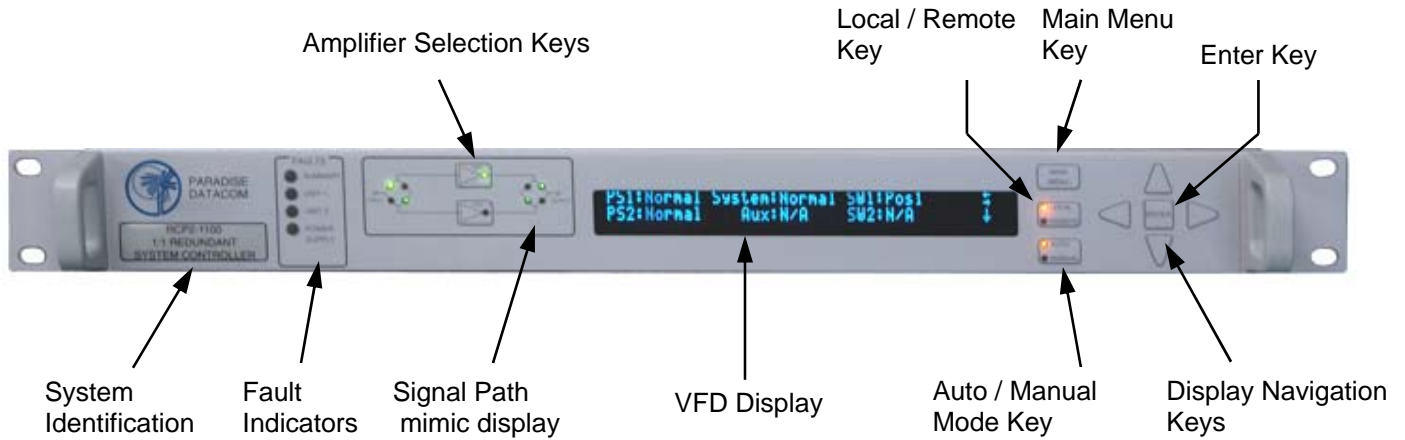 Local / Remote
Key
Main Menu
Key
Amplifier Selection Keys
Enter Key
PARADISE
DATACOM
RCP2-1100
1:1 REDUNDANT
SYSTEM CONTROLLER
FAULTS
SUMMARY
UNIT 1
UNIT 2
POWER
SUPPLY
PS1:Normal System:Normal SW1:Pos1
PS2:Normal Aux:N/A SW2:N/A
MAIN
MENU
ENTER
System
Identification
Fault
Indicators
Signal Path
mimic display
VFD Display
Auto / Manual
Mode Key
Display Navigation
Keys